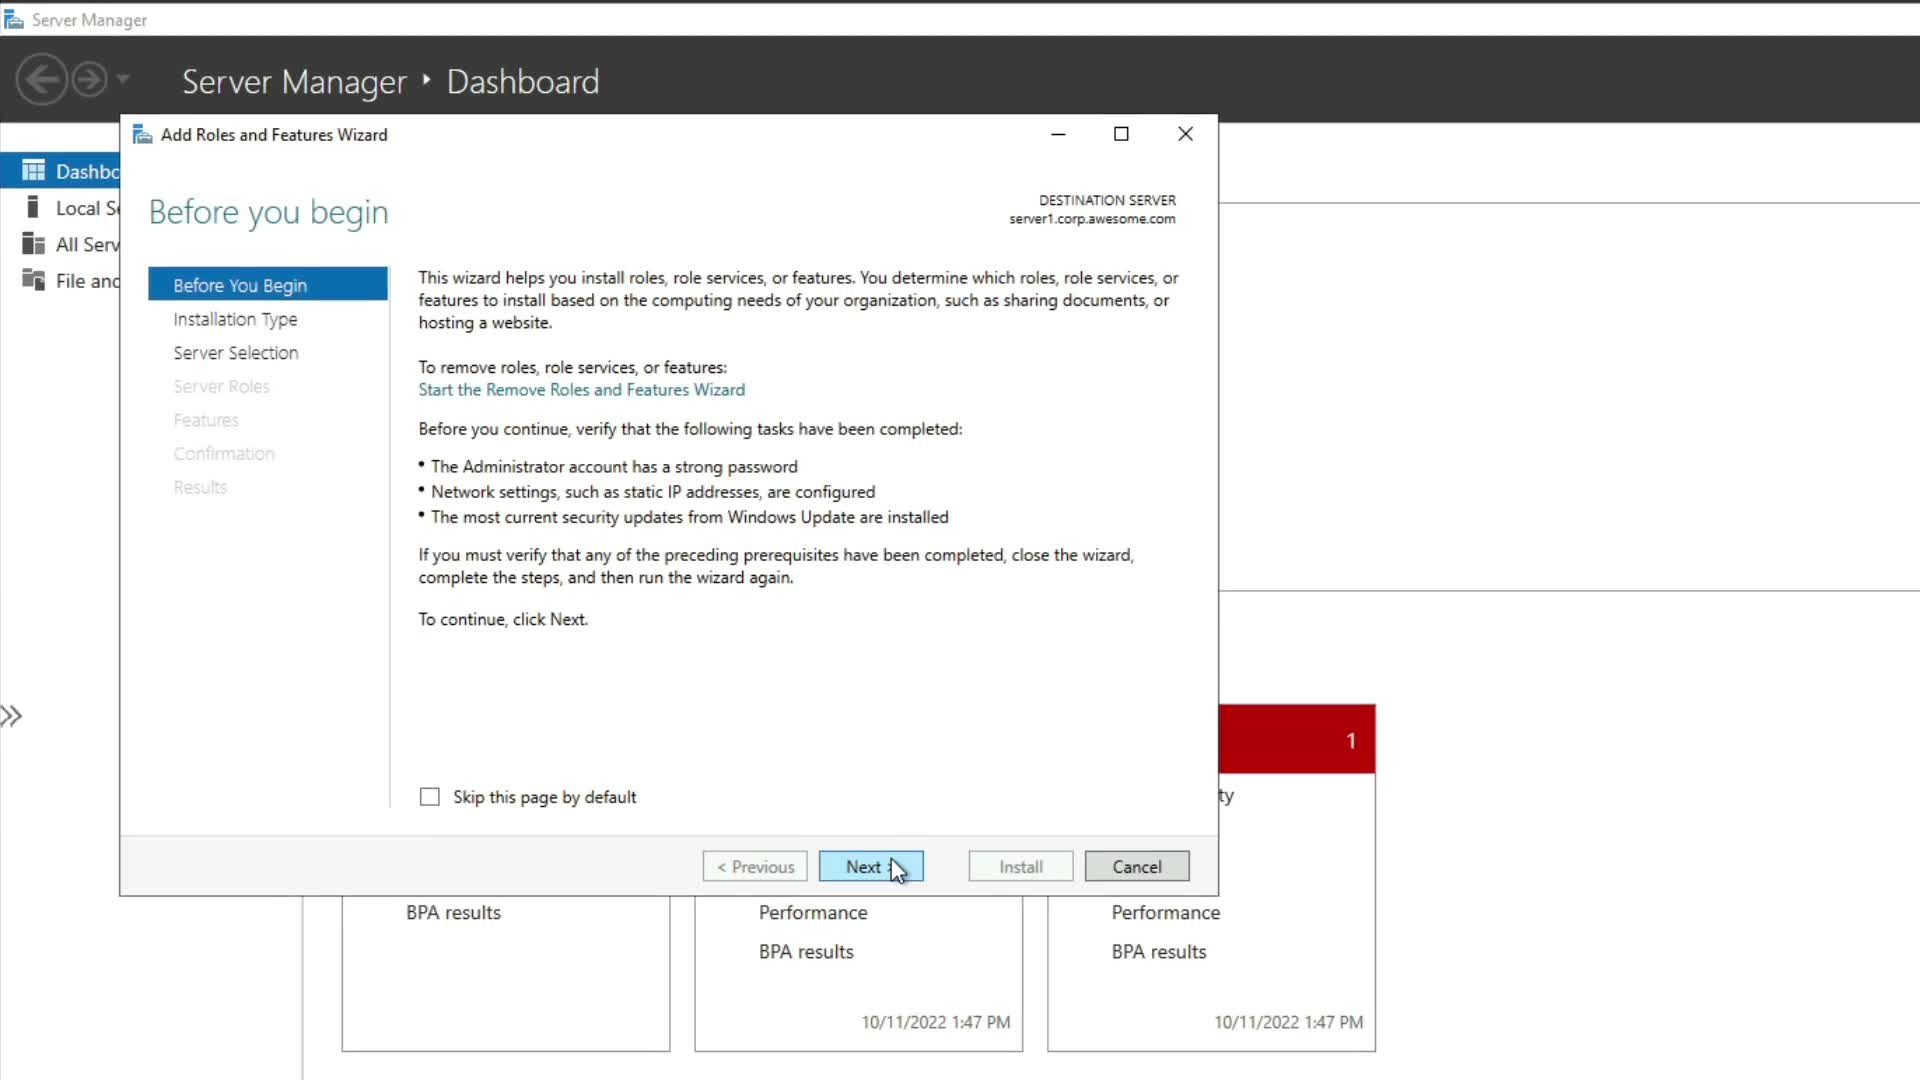 Server Manager
Server Manager ‣ Dashboard
Add Roles and Features Wizard
Before you begin
DESTINATION SERVER
server1.corp.awesome.com
Dashbo
Local Se
All Serv
File and
Before You Begin
Installation Type
Server Selection
Server Roles
Features
Confirmation
Results
This wizard helps you install roles, role services, or features. You determine which roles, role services, or
features to install based on the computing needs of your organization, such as sharing documents, or
hosting a website.
To remove roles, role services, or features:
Start the Remove Roles and Features Wizard
Before you continue, verify that the following tasks have been completed:
• The Administrator account has a strong password
• Network settings, such as static IP addresses, are configured
• The most current security updates from Windows Update are installed
If you must verify that any of the preceding prerequisites have been completed, close the wizard,
complete the steps, and then run the wizard again.
To continue, click Next.
1
ty
Skip this page by default
< Previous
Next >
Install
Cancel
BPA results
Performance
BPA results
10/11/2022 1:47 PM
Performance
BPA results
10/11/2022 1:47 PM